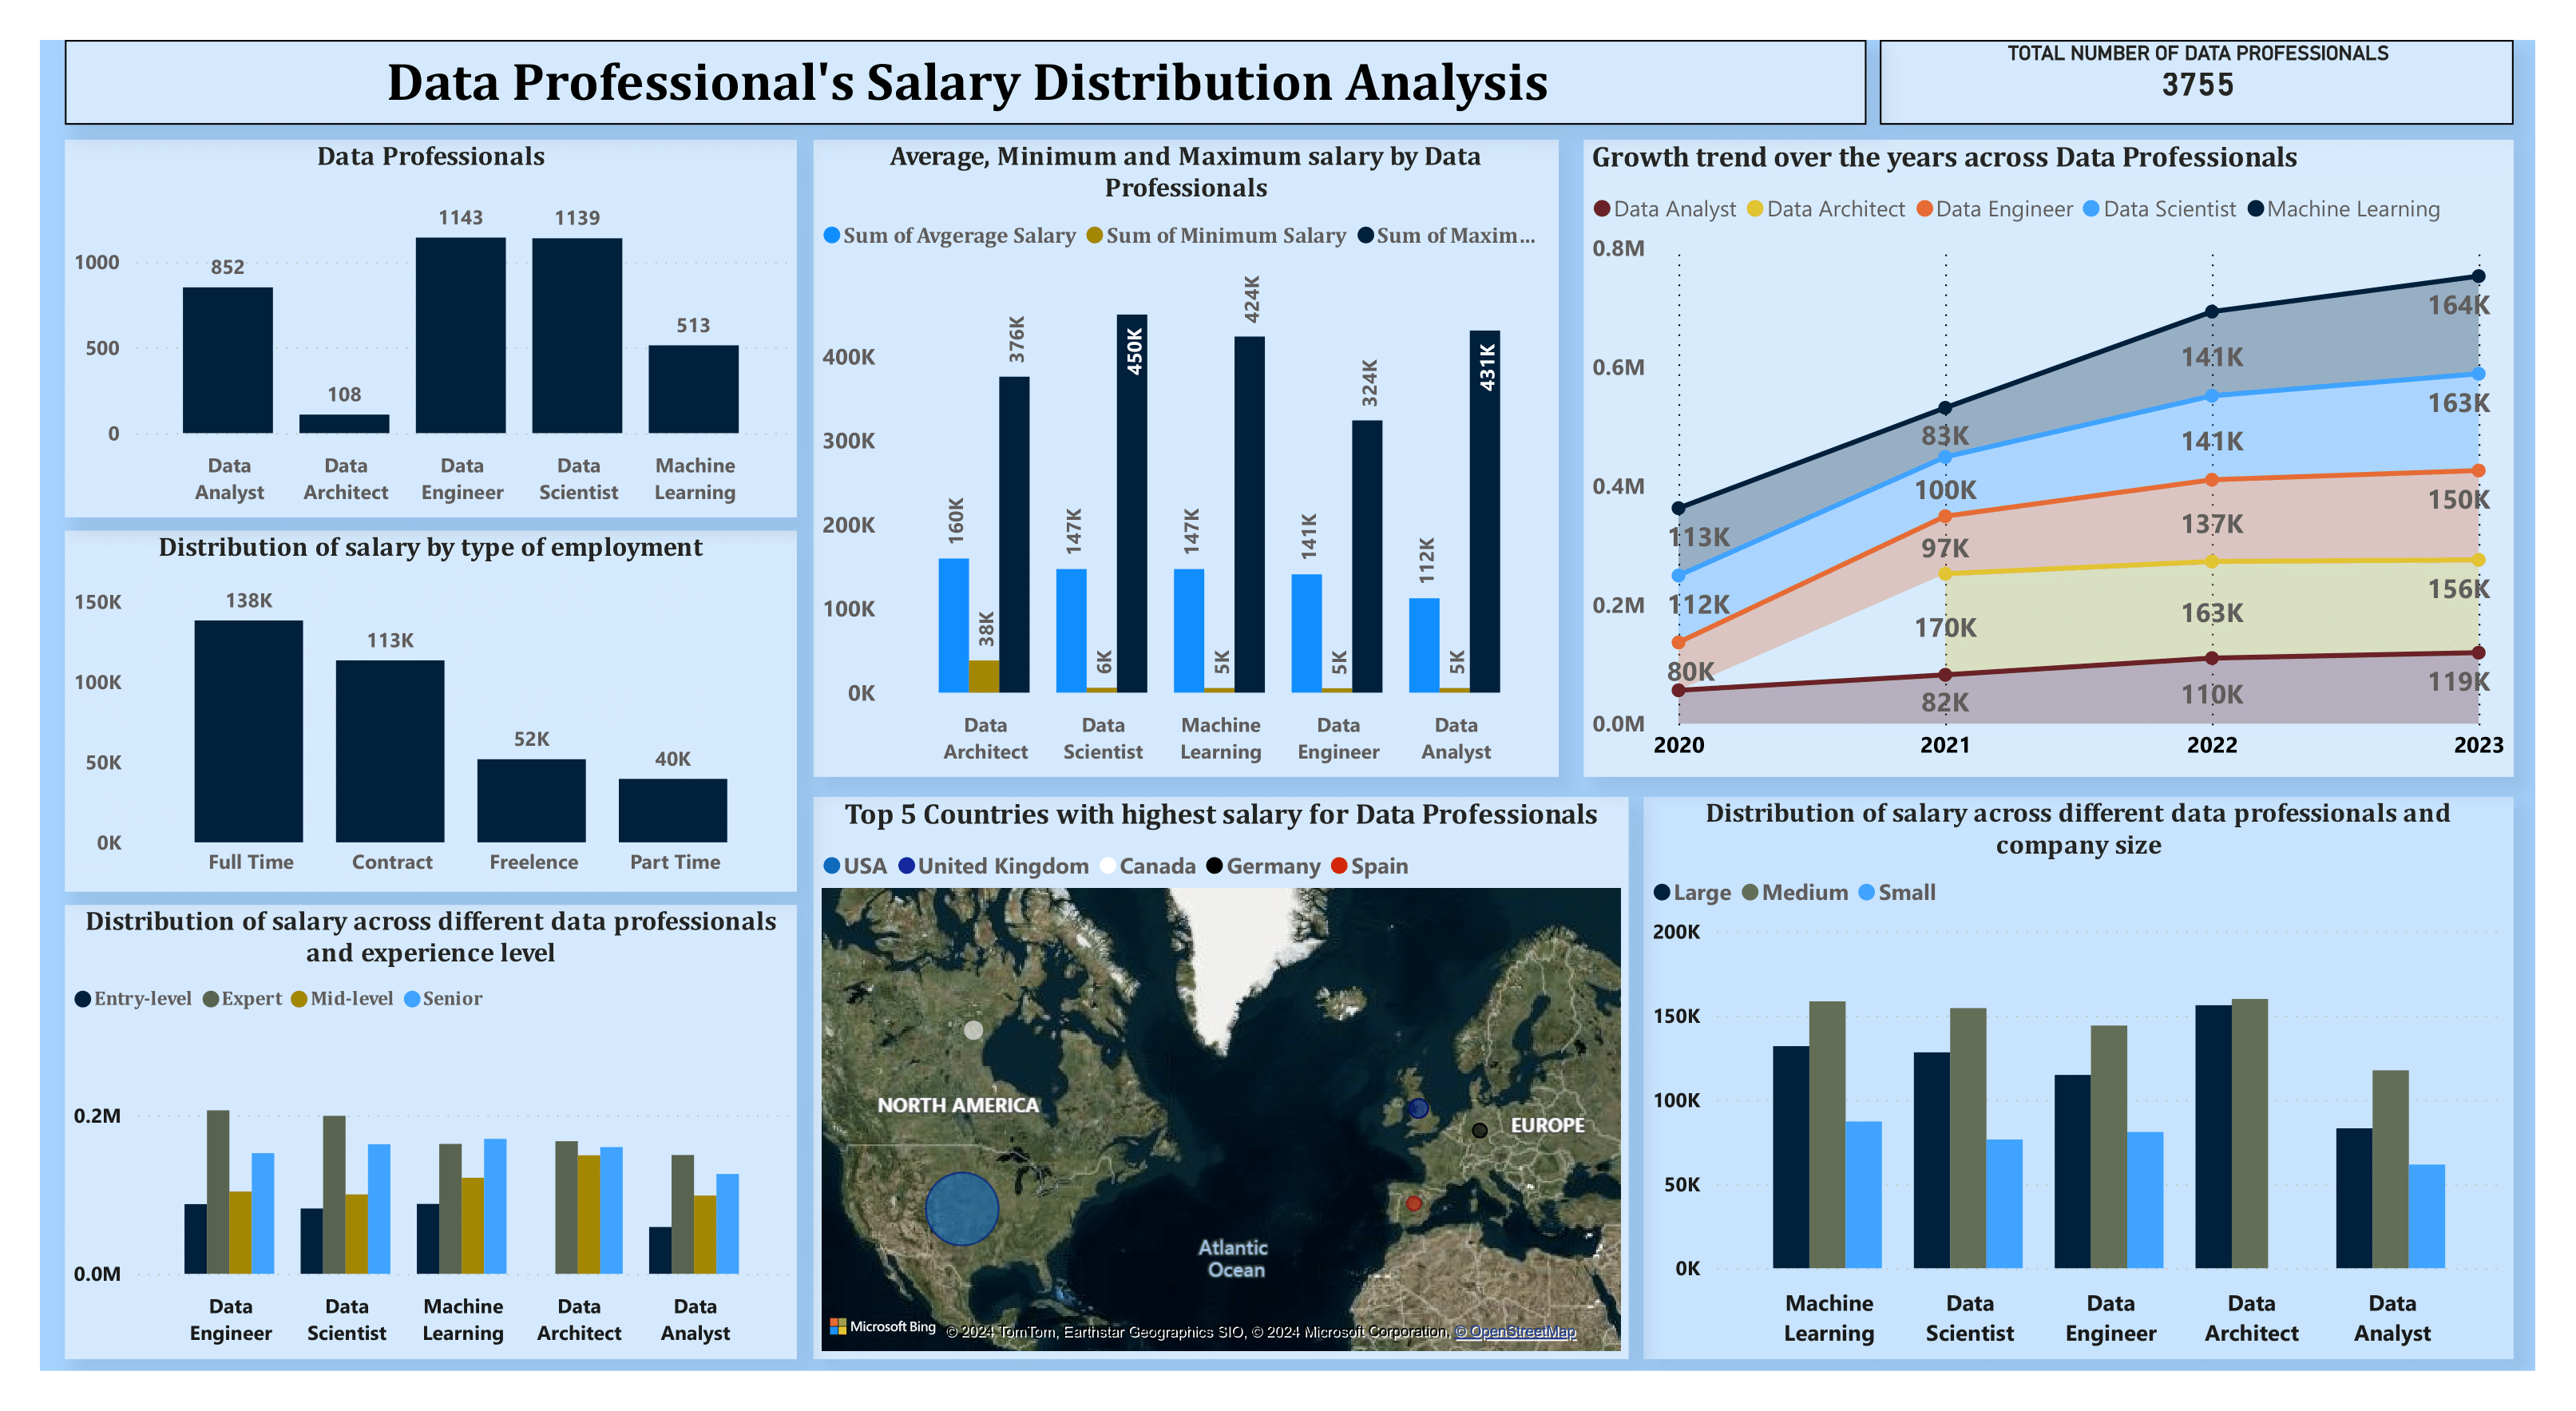 Data Professional's Salary Distribution Analysis
TOTAL NUMBER OF DATA PROFESSIONALS
3755
Data Professionals
1000
500
0
852
108
1143
1139
513
Data Analyst
Data Architect
Data Engineer
Data Scientist
Machine Learning
Distribution of salary by type of employment
150K
100K
50K
0K
138K
113K
52K
40K
Full Time
Contract
Freelence
Part Time
Distribution of salary across different data professionals
and experience level
Entry-level Expert Mid-level Senior
0.2M
0.0M
Data Engineer
Data Scientist
Machine Learning
Data Architect
Data Analyst
Average, Minimum and Maximum salary by Data
Professionals
Sum of Avgerage Salary Sum of Minimum Salary Sum of Maxim...
400K
300K
200K
100K
0K
160K
38K
376K
147K
6K
450K
147K
5K
424K
141K
5K
324K
112K
5K
431K
Data Architect
Data Scientist
Machine Learning
Data Engineer
Data Analyst
Growth trend over the years across Data Professionals
Data Analyst Data Architect Data Engineer Data Scientist Machine Learning
0.8M
0.6M
0.4M
0.2M
0.0M
113K
112K
80K
83K
100K
97K
170K
82K
141K
141K
137K
163K
110K
164K
163K
150K
156K
119K
2020
2021
2022
2023
Top 5 Countries with highest salary for Data Professionals
USA United Kingdom Canada Germany Spain
NORTH AMERICA
EUROPE
Atlantic
Ocean
Microsoft Bing
© 2024 TomTom, Earthstar Geographics SIO, © 2024 Microsoft Corporation, © OpenStreetMap
Distribution of salary across different data professionals and
company size
Large Medium Small
200K
150K
100K
50K
0K
Machine Learning
Data Scientist
Data Engineer
Data Architect
Data Analyst